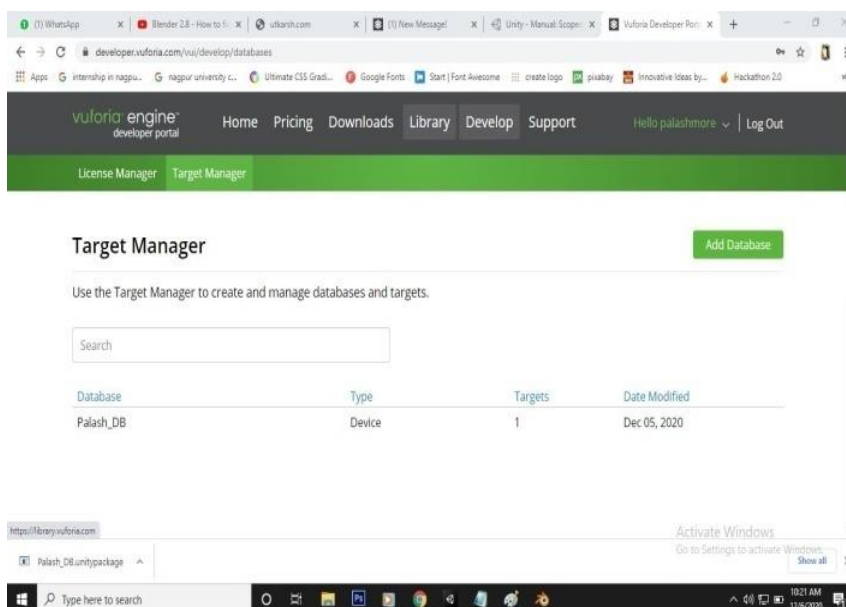 (1) WhatsApp
Blender 2.8 - How to
utkarsh.com
(1) New Message!
Unity - Manual: Scope
Vuforia Developer Por
developer.vuforia.com/vui/develop/databases
Apps
internship in nagpu...
nagpur university c...
Ultimate CSS Gradi...
Google Fonts
Start | Font Awesome
create logo
pixabay
Innovative Ideas by...
Hackathon 2.0
vuforia engine
developer portal
Home Pricing Downloads Library Develop Support
Hello palashmore | Log Out
License Manager Target Manager
Target Manager
Add Database
Use the Target Manager to create and manage databases and targets.
Search
Database Type Targets Date Modified
Palash_DB Device 1 Dec 05, 2020
https://library.vuforia.com
Activate Windows
Go to Settings to activate Windows.
Palash_DB.unitypackage
Show all
Type here to search
Ps
10:21 AM
12/6/2020